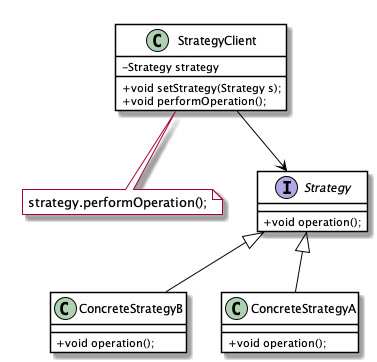 C StrategyClient
-Strategy strategy
+void setStrategy(Strategy s);
+void performOperation();
strategy.performOperation();
I Strategy
+void operation();
C ConcreteStrategyB
+void operation();
C ConcreteStrategyA
+void operation();